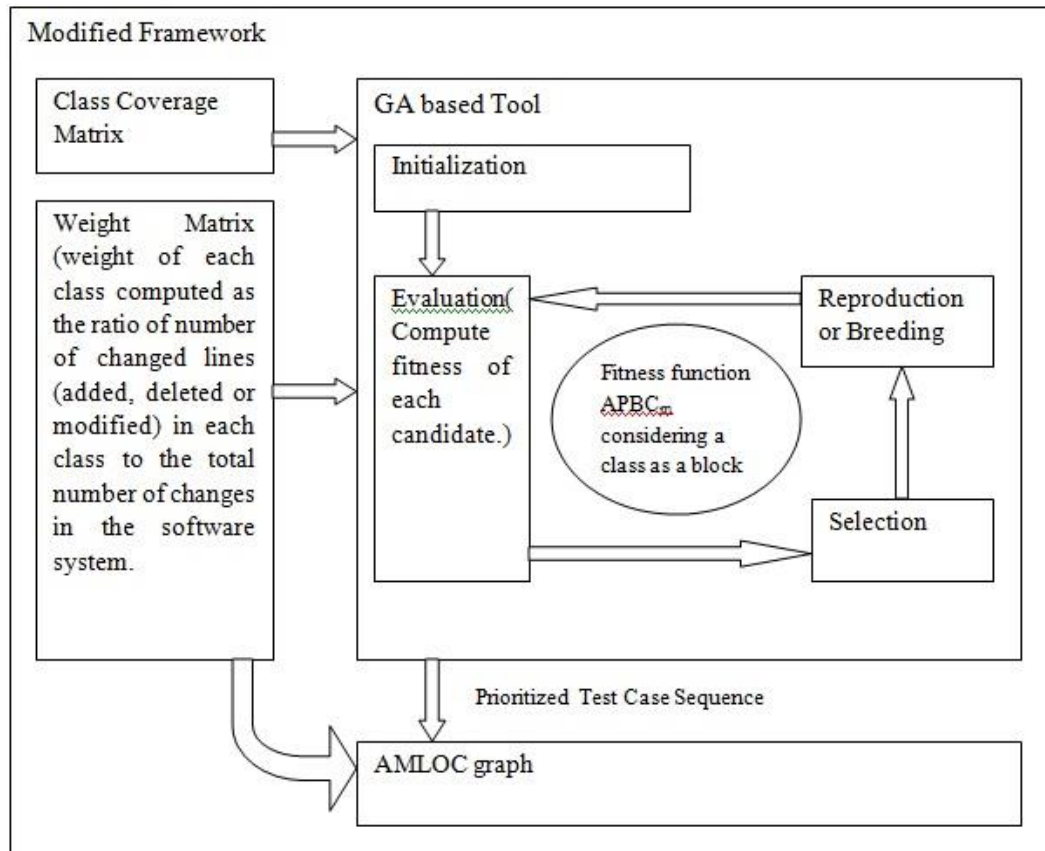 Modified Framework
Class Coverage
Matrix
GA based Tool
Initialization
Weight Matrix
(weight of each
class computed as
the ratio of number
of changed lines
(added, deleted or
modified) in each
class to the total
number of changes
in the software
system.
Evaluation(
Compute
fitness of
each
candidate.)
Reproduction
or Breeding
Fitness function
APBCm
considering a
class as a block
Selection
Prioritized Test Case Sequence
AMLOC graph